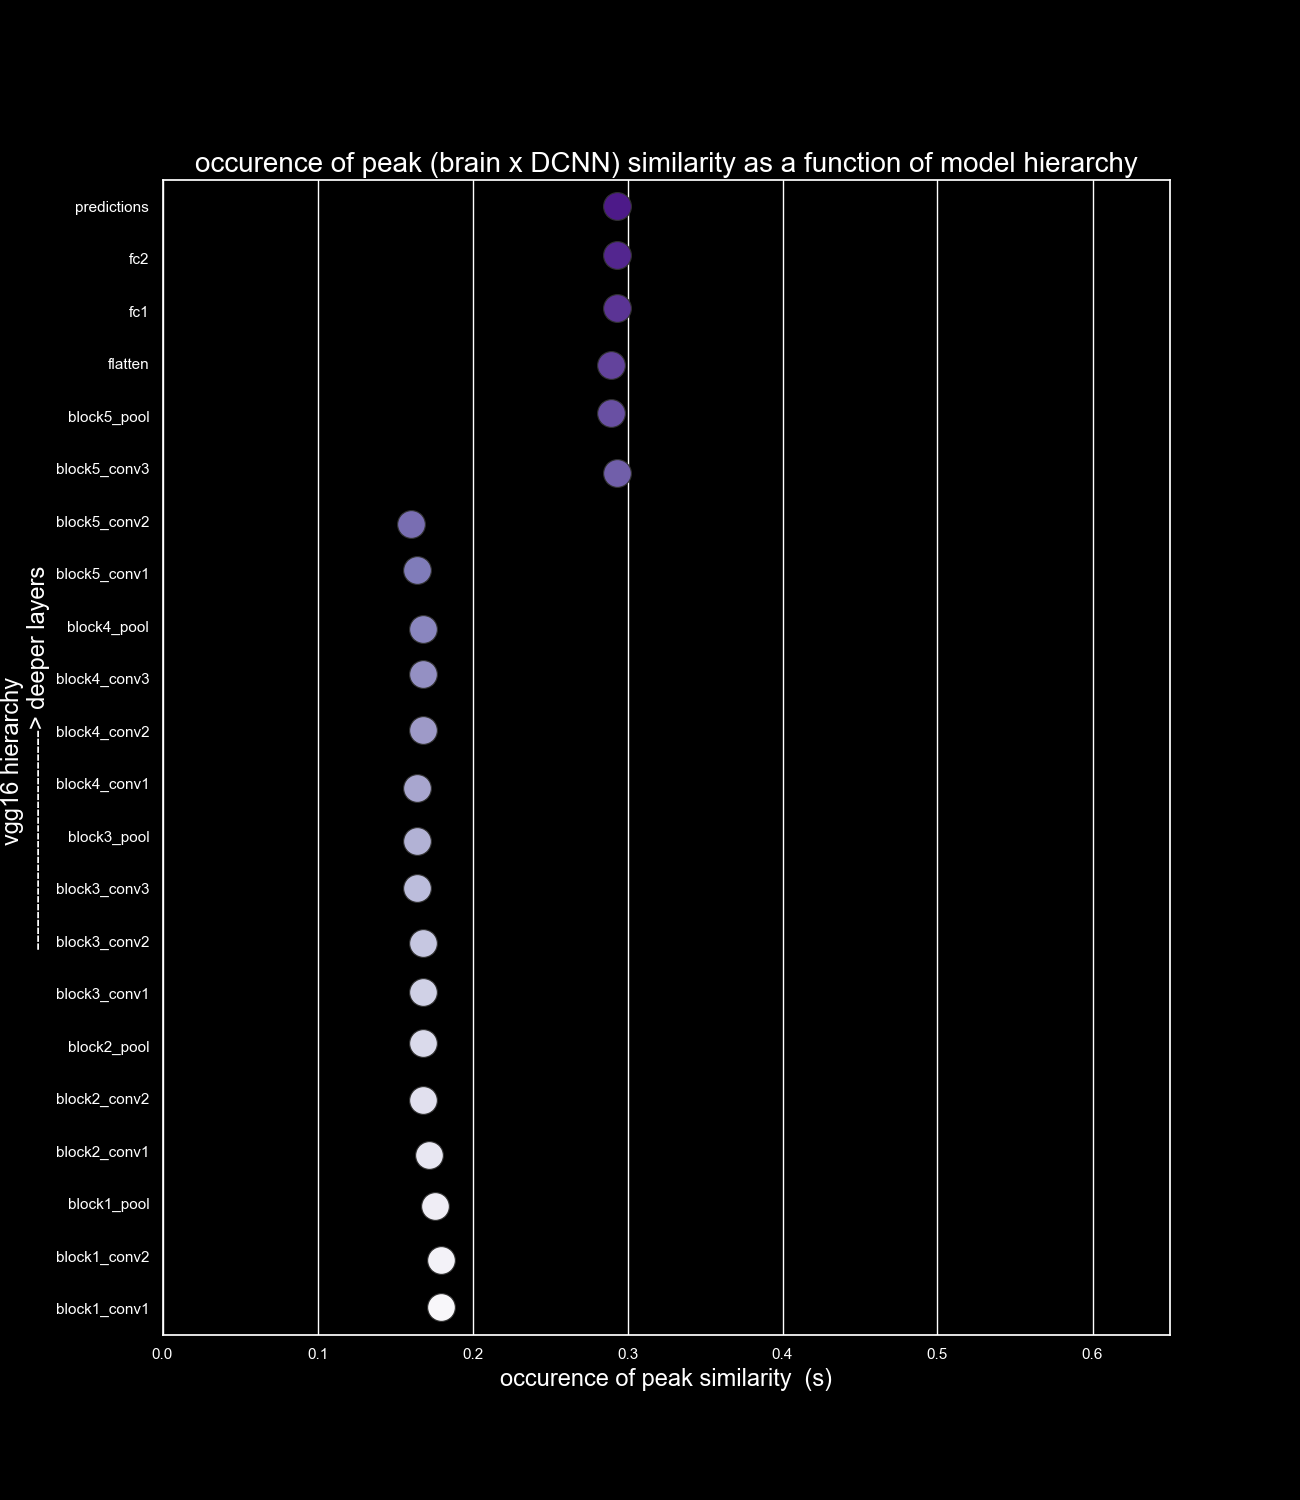 occurence of peak (brain x DCNN) similarity as a function of model hierarchy
predictions
fc2
fc1
flatten
block5_pool
block5_conv3
block5_conv2
block5_conv1
block4_pool
block4_conv3
block4_conv2
block4_conv1
block3_pool
block3_conv3
block3_conv2
block3_conv1
block2_pool
block2_conv2
block2_conv1
block1_pool
block1_conv2
block1_conv1
vgg16 hierarchy
--------------------> deeper layers
0.0 0.1 0.2 0.3 0.4 0.5 0.6
occurence of peak similarity (s)